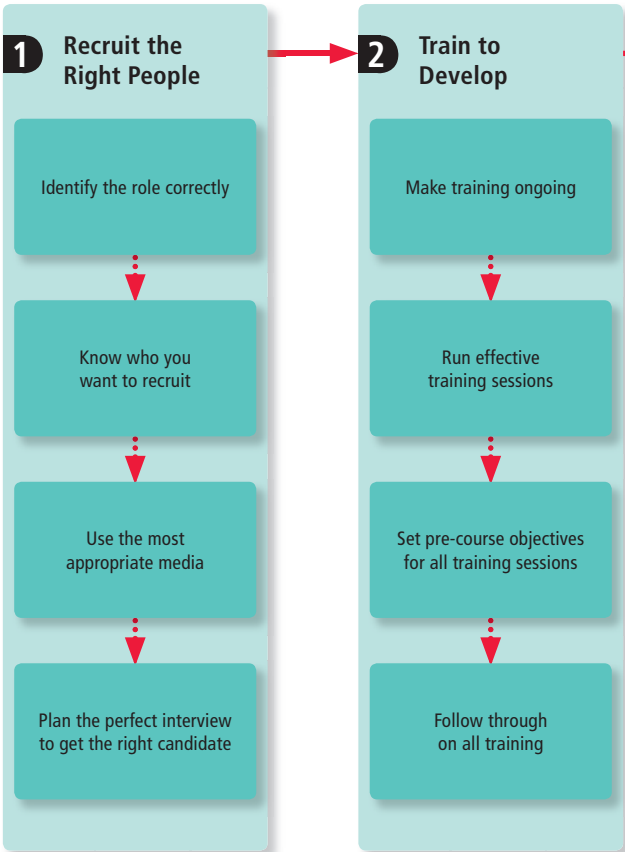 1
Recruit the
Right People
Identify the role correctly
Know who you
want to recruit
Use the most
appropriate media
Plan the perfect interview
to get the right candidate
2
Train to
Develop
Make training ongoing
Run effective
training sessions
Set pre-course objectives
for all training sessions
Follow through
on all training